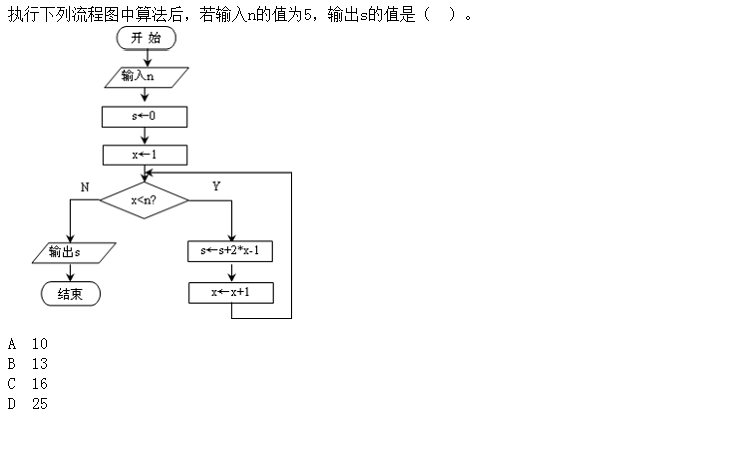 执行下列流程图中算法后，若输入n的值为5，输出s的值是（　）。
开 始
输入n
s←0
x←1
N
Y
x<n?
输出s
s←s+2*x-1
结束
x←x+1
A 10
B 13
C 16
D 25